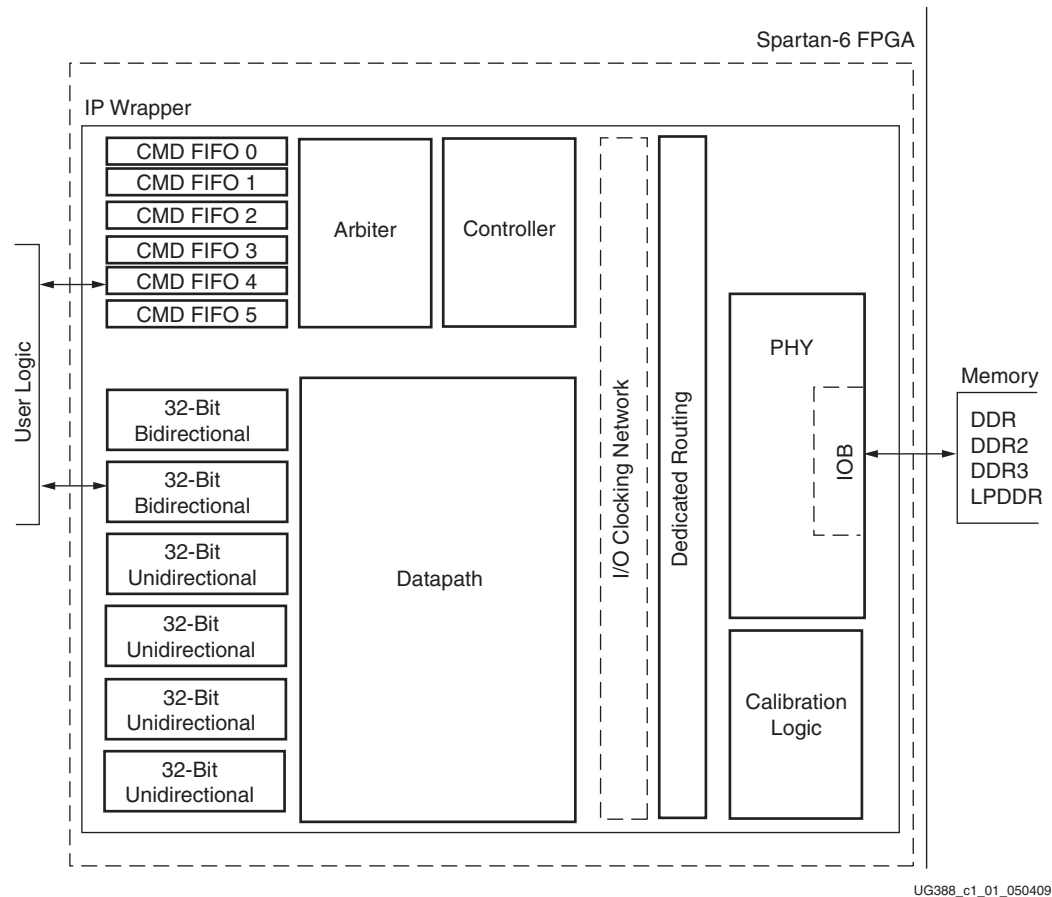 Spartan-6 FPGA
IP Wrapper
CMD FIFO 0
CMD FIFO 1
CMD FIFO 2
CMD FIFO 3
CMD FIFO 4
CMD FIFO 5
Arbiter
Controller
User Logic
32-Bit
Bidirectional
32-Bit
Bidirectional
32-Bit
Unidirectional
32-Bit
Unidirectional
32-Bit
Unidirectional
32-Bit
Unidirectional
Datapath
I/O Clocking Network
Dedicated Routing
PHY
IOB
Calibration
Logic
Memory
DDR
DDR2
DDR3
LPDDR
UG388_c1_01_050409